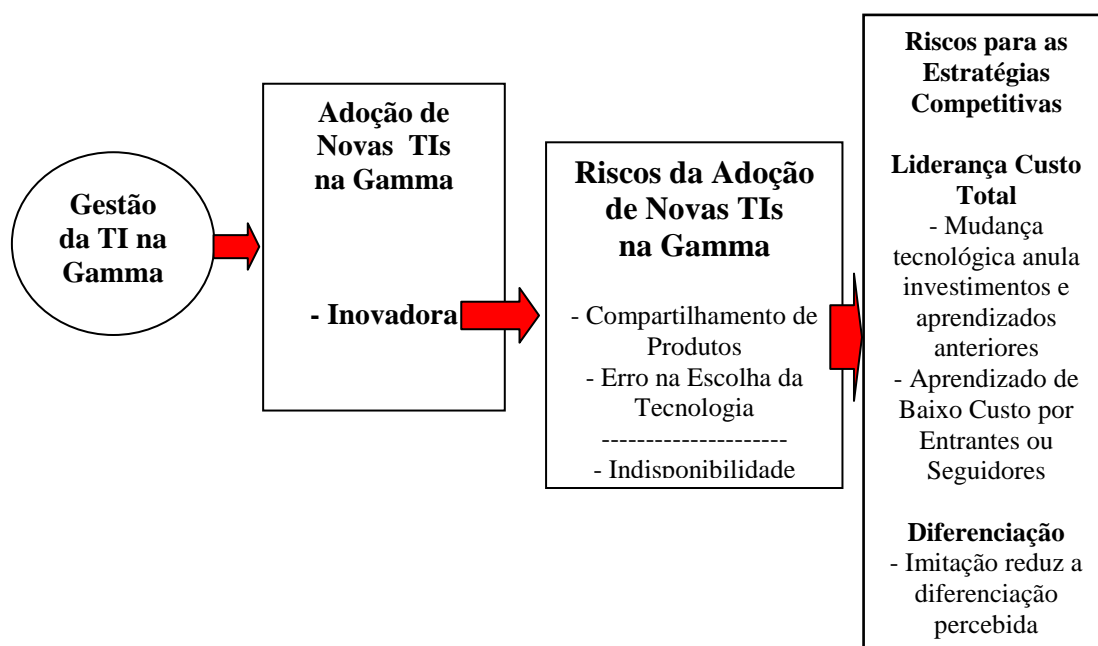 Gestão
da TI na
Gamma
Adoção de
Novas TIs
na Gamma
- Inovadora
Riscos da Adoção
de Novas TIs
na Gamma
- Compartilhamento de
Produtos
- Erro na Escolha da
Tecnologia
---------------------
- Indisponibilidade
Riscos para as
Estratégias
Competitivas
Liderança Custo
Total
- Mudança
tecnológica anula
investimentos e
aprendizados
anteriores
- Aprendizado de
Baixo Custo por
Entrantes ou
Seguidores
Diferenciação
- Imitação reduz a
diferenciação
percebida